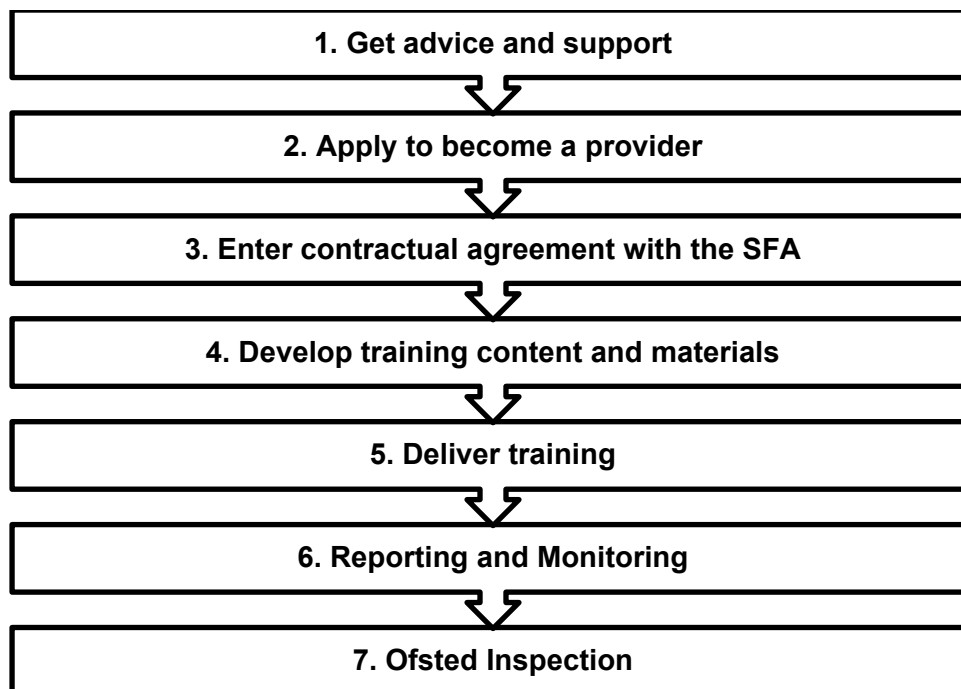 1. Get advice and support
2. Apply to become a provider
3. Enter contractual agreement with the SFA
4. Develop training content and materials
5. Deliver training
6. Reporting and Monitoring
7. Ofsted Inspection